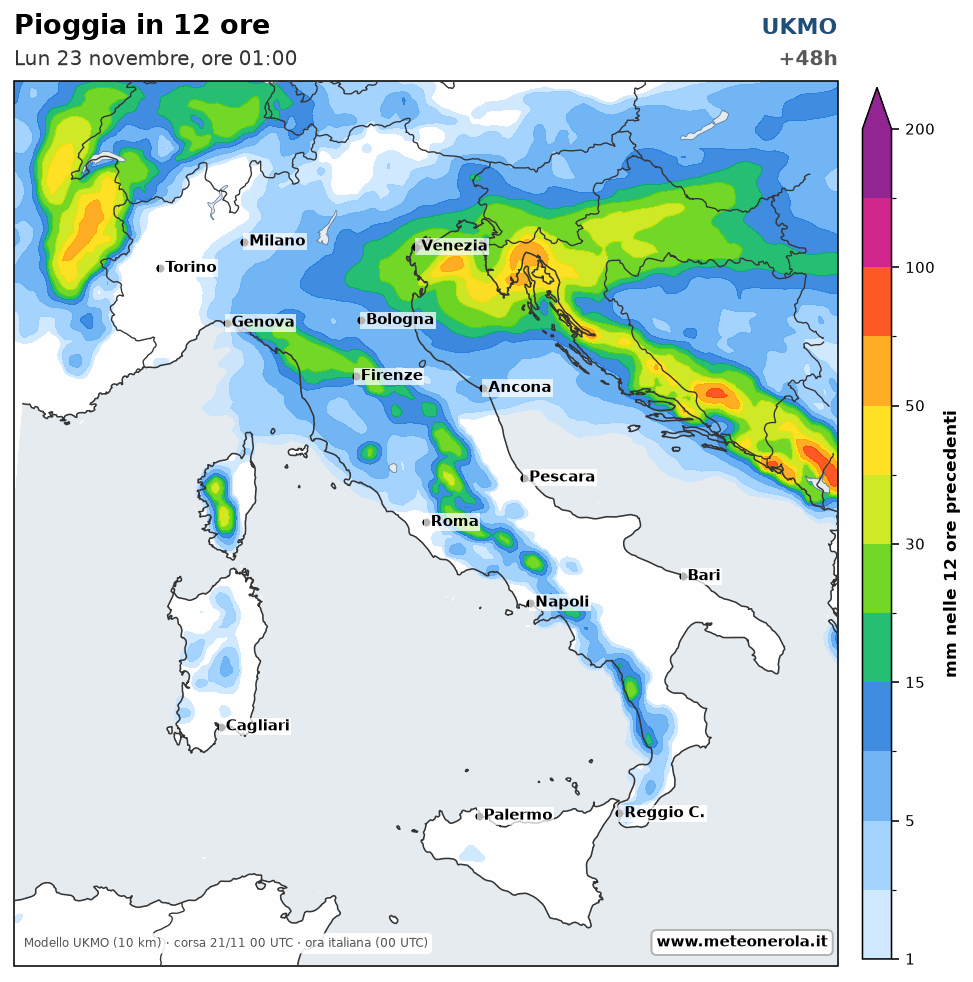 Pioggia in 12 ore
UKMO
Lun 23 novembre, ore 01:00
+48h
Milano
Venezia
Torino
Genova
Bologna
Firenze
Ancona
Pescara
Roma
Bari
Napoli
Cagliari
Palermo
Reggio C.
200
100
50
30
15
5
1
mm nelle 12 ore precedenti
Modello UKMO (10 km) · corsa 21/11 00 UTC · ora italiana (00 UTC)
www.meteonerola.it